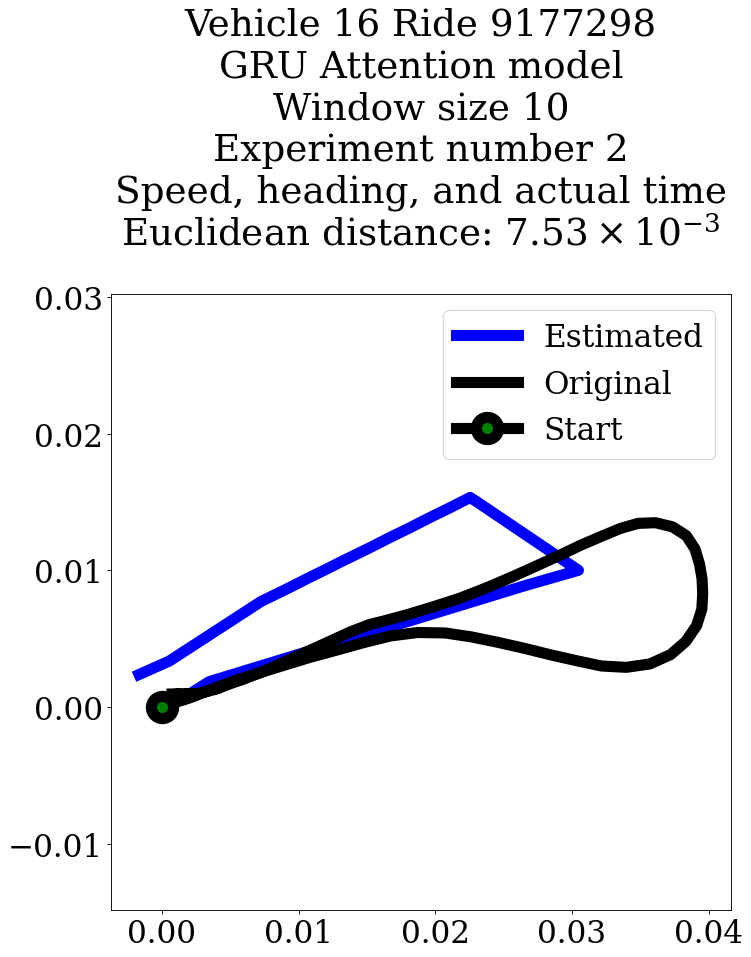 Vehicle 16 Ride 9177298
GRU Attention model
Window size 10
Experiment number 2
Speed, heading, and actual time
Euclidean distance: 7.53 × 10⁻³
0.03
0.02
0.01
0.00
−0.01
Estimated
Original
Start
0.00 0.01 0.02 0.03 0.04